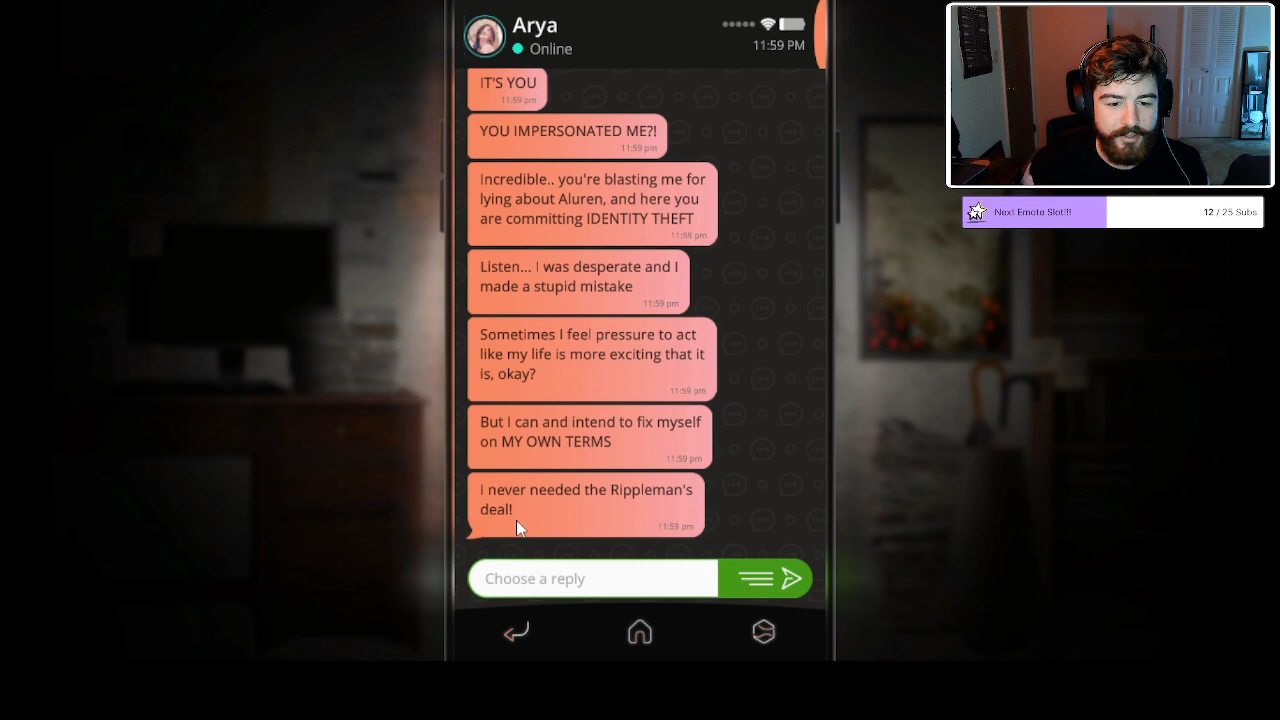 Arya
Online
11:59 PM
IT'S YOU
11:59 pm
YOU IMPERSONATED ME?!
11:59 pm
Incredible.. you're blasting me for
lying about Aluren, and here you
are committing IDENTITY THEFT
11:59 pm
Listen... I was desperate and I
made a stupid mistake
11:59 pm
Sometimes I feel pressure to act
like my life is more exciting that it
is, okay?
11:59 pm
But I can and intend to fix myself
on MY OWN TERMS
11:59 pm
I never needed the Rippleman's
deal!
11:59 pm
Choose a reply
Next Emote Slot!!!
12 / 25 Subs